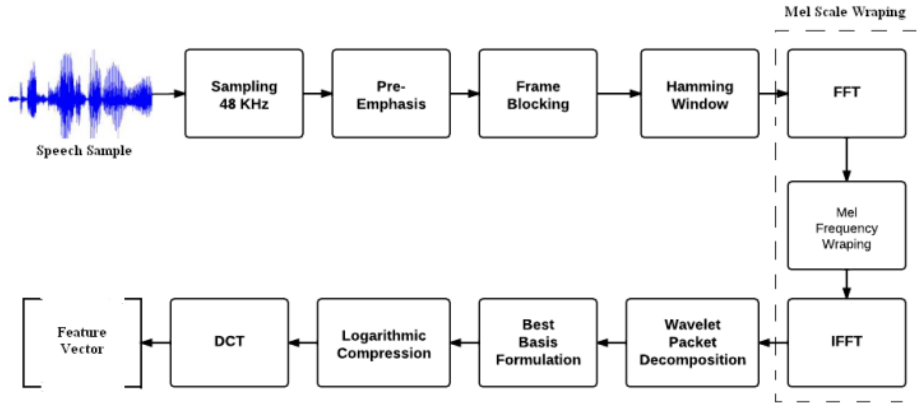 Mel Scale Wraping
Speech Sample
Sampling
48 KHz
Pre-
Emphasis
Frame
Blocking
Hamming
Window
FFT
Mel
Frequency
Wraping
IFFT
Wavelet
Packet
Decomposition
Best
Basis
Formulation
Logarithmic
Compression
DCT
Feature
Vector